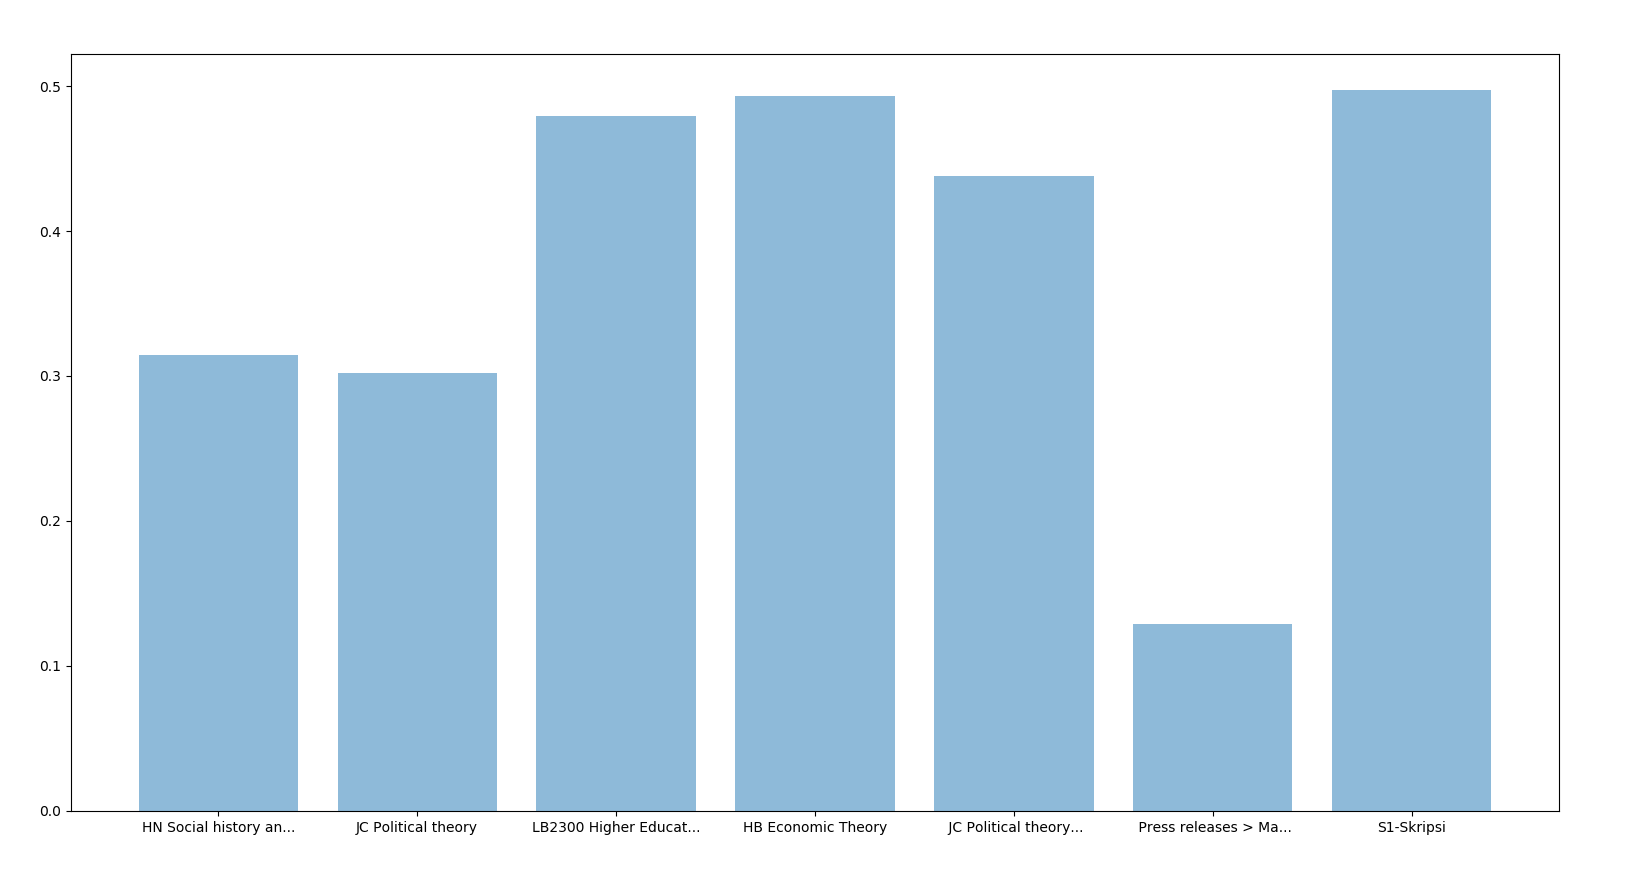 0.5
0.4
0.3
0.2
0.1
0.0
HN Social history an...
JC Political theory
LB2300 Higher Educat...
HB Economic Theory
JC Political theory...
Press releases > Ma...
S1-Skripsi